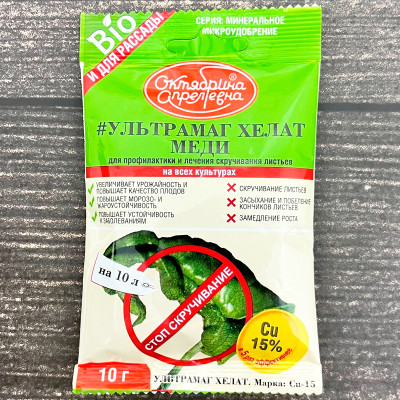 Bio
И ДЛЯ РАССАДЫ
СЕРИЯ: МИНЕРАЛЬНОЕ
МИКРОУДОБРЕНИЕ
Октябрина
Апрелевна
#УЛЬТРАМАГ ХЕЛАТ
МЕДИ
для профилактики и лечения скручивания листьев
на всех культурах
УВЕЛИЧИВАЕТ УРОЖАЙНОСТЬ И
ПОВЫШАЕТ КАЧЕСТВО ПЛОДОВ
ПОВЫШАЕТ МОРОЗО- И
ЖАРОУСТОЙЧИВОСТЬ
ПОВЫШАЕТ УСТОЙЧИВОСТЬ
К ЗАБОЛЕВАНИЯМ
СКРУЧИВАНИЕ ЛИСТЬЕВ
ЗАСЫХАНИЕ И ПОБЕЛЕНИЕ
КОНЧИКОВ ЛИСТЬЕВ
ЗАМЕДЛЕНИЕ РОСТА
на 10 л
СТОП СКРУЧИВАНИЕ
Cu
15%
10 г
УЛЬТРАМАГ ХЕЛАТ. Марка: Cu-15